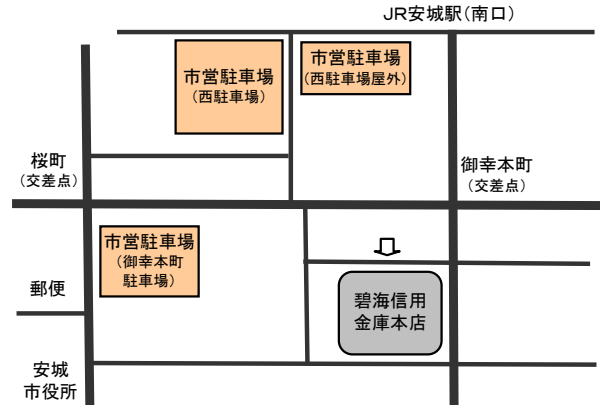 JR安城駅(南口)
市営駐車場
(西駐車場)
市営駐車場
(西駐車場屋外)
桜町
(交差点)
御幸本町
(交差点)
市営駐車場
(御幸本町
駐車場)
郵便
碧海信用
金庫本店
安城
市役所